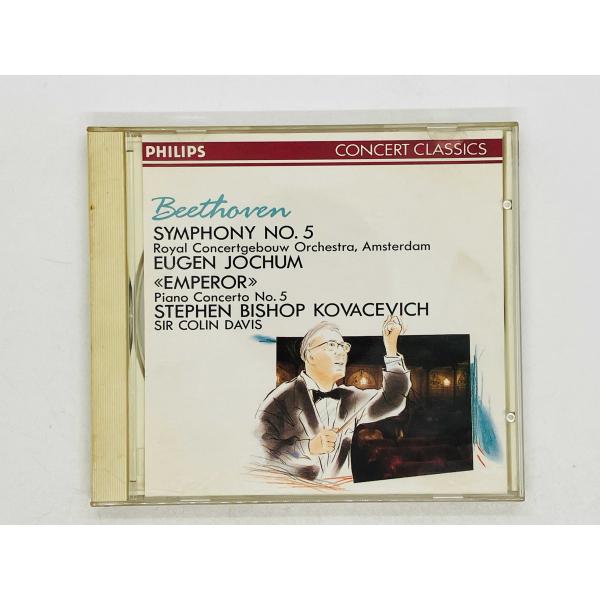 PHILIPS CONCERT CLASSICS
Beethoven
SYMPHONY NO. 5
Royal Concertgebouw Orchestra, Amsterdam
EUGEN JOCHUM
«EMPEROR»
Piano Concerto No. 5
STEPHEN BISHOP KOVACEVICH
SIR COLIN DAVIS